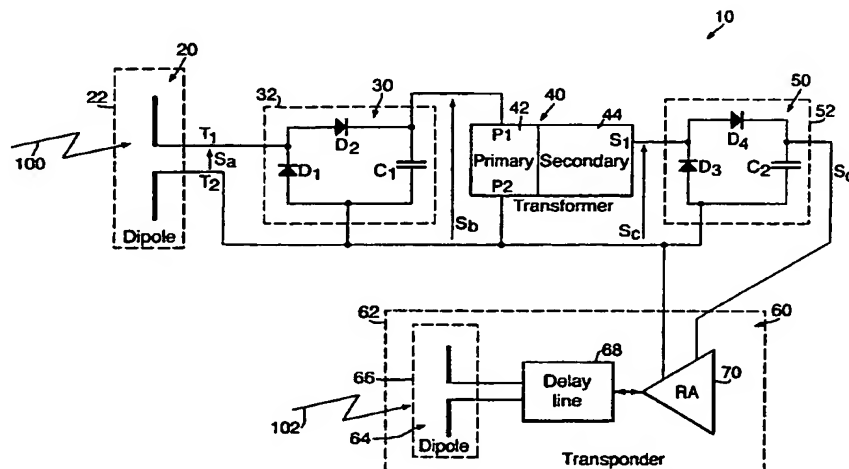 10
20
22
T1
Sa
T2
100
Dipole
32
30
D2
D1
C1
Sb
42
40
44
P1
Primary
P2
Secondary
S1
Transformer
Sc
50
52
D4
D3
C2
62
60
66
68
Delay
line
RA
70
102
64
Dipole
Transponder